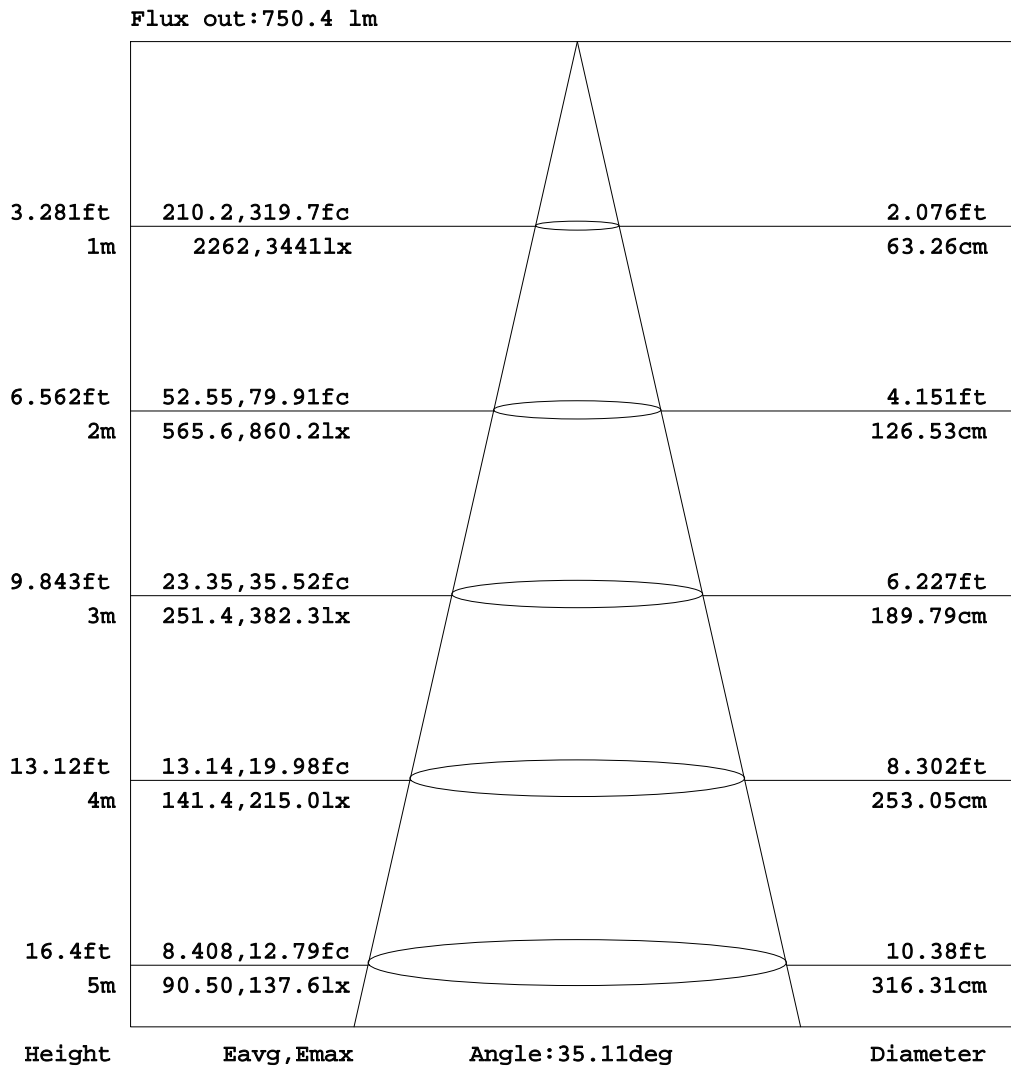 Flux out:750.4 lm
3.281ft 210.2,319.7fc 2.076ft
1m 2262,3441lx 63.26cm
6.562ft 52.55,79.91fc 4.151ft
2m 565.6,860.2lx 126.53cm
9.843ft 23.35,35.52fc 6.227ft
3m 251.4,382.3lx 189.79cm
13.12ft 13.14,19.98fc 8.302ft
4m 141.4,215.0lx 253.05cm
16.4ft 8.408,12.79fc 10.38ft
5m 90.50,137.6lx 316.31cm
Height Eavg,Emax Angle:35.11deg Diameter